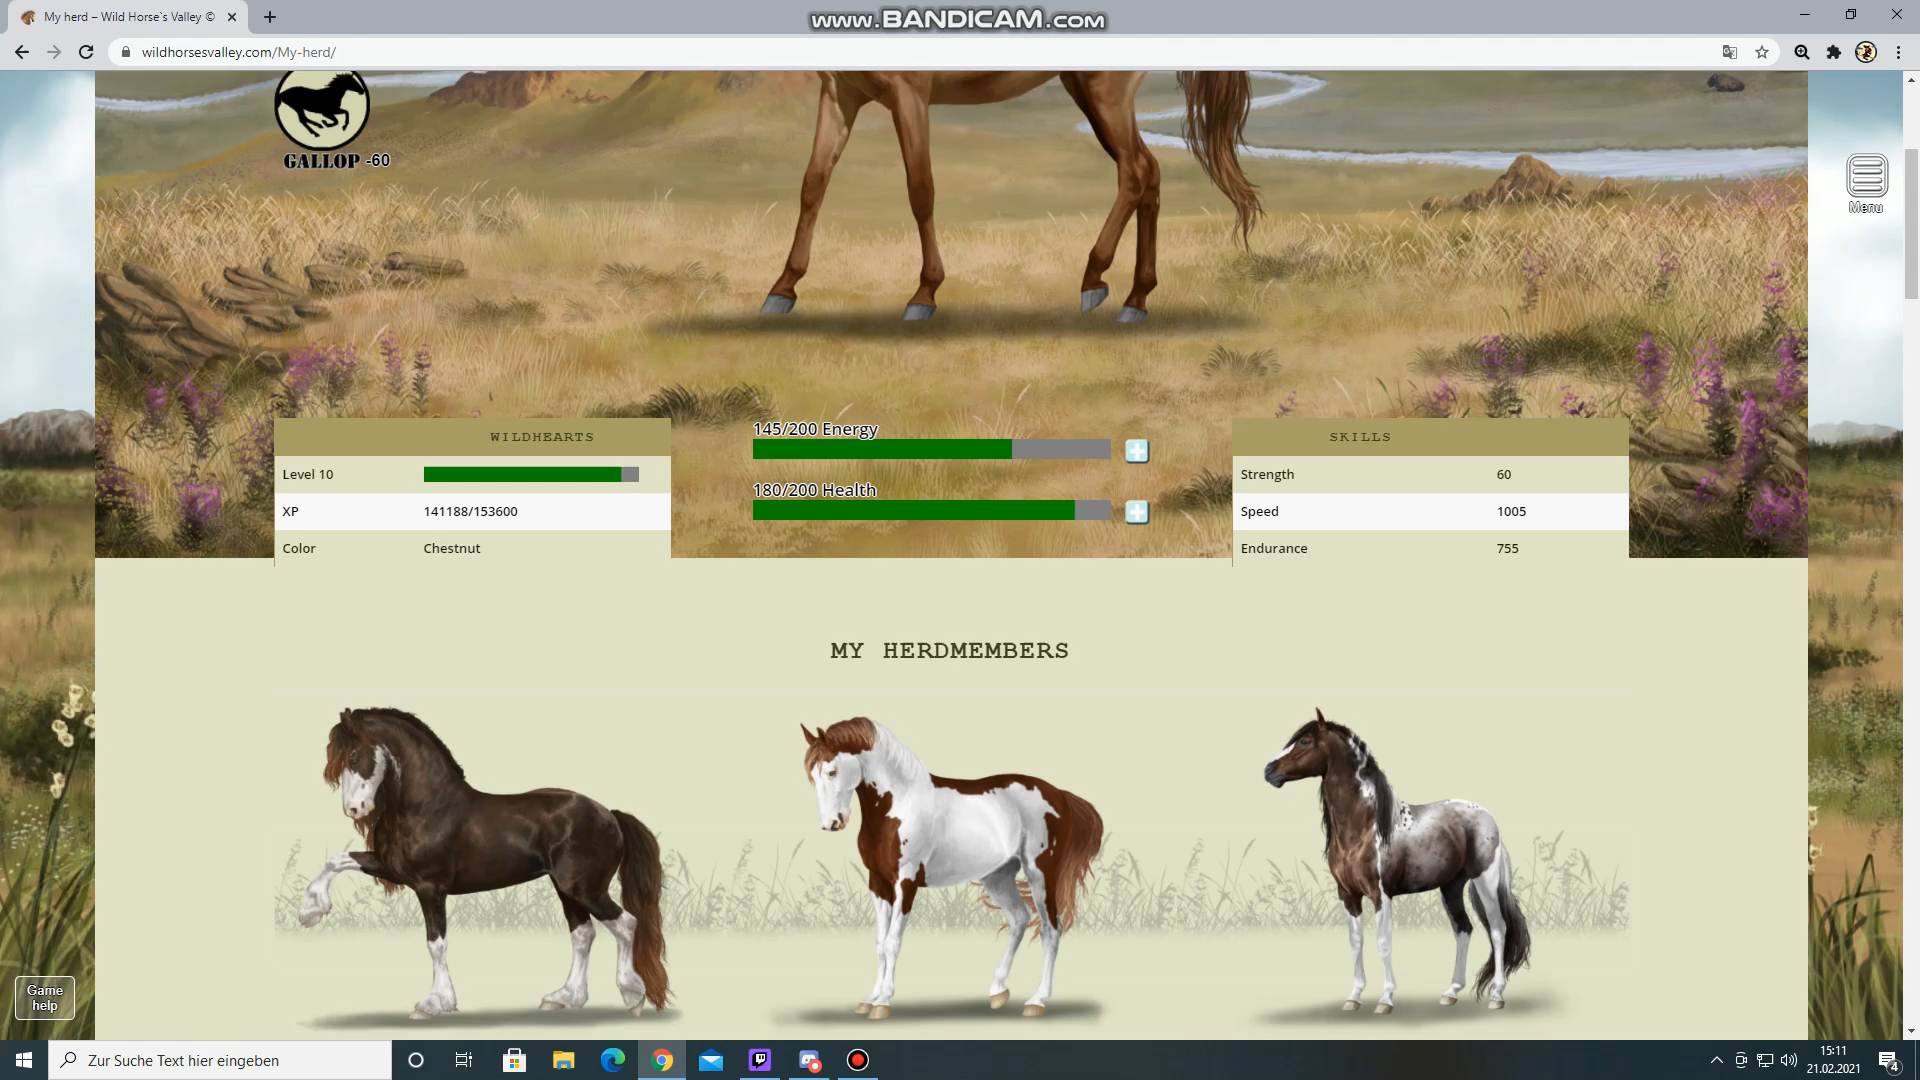 My herd – Wild Horse`s Valley ©
www.BANDICAM.com
wildhorsesvalley.com/My-herd/
GALLOP -60
Menu
WILDHEARTS
Level 10
XP 141188/153600
Color Chestnut
145/200 Energy
180/200 Health
SKILLS
Strength 60
Speed 1005
Endurance 755
MY HERDMEMBERS
Game
help
Zur Suche Text hier eingeben
15:11
21.02.2021
4